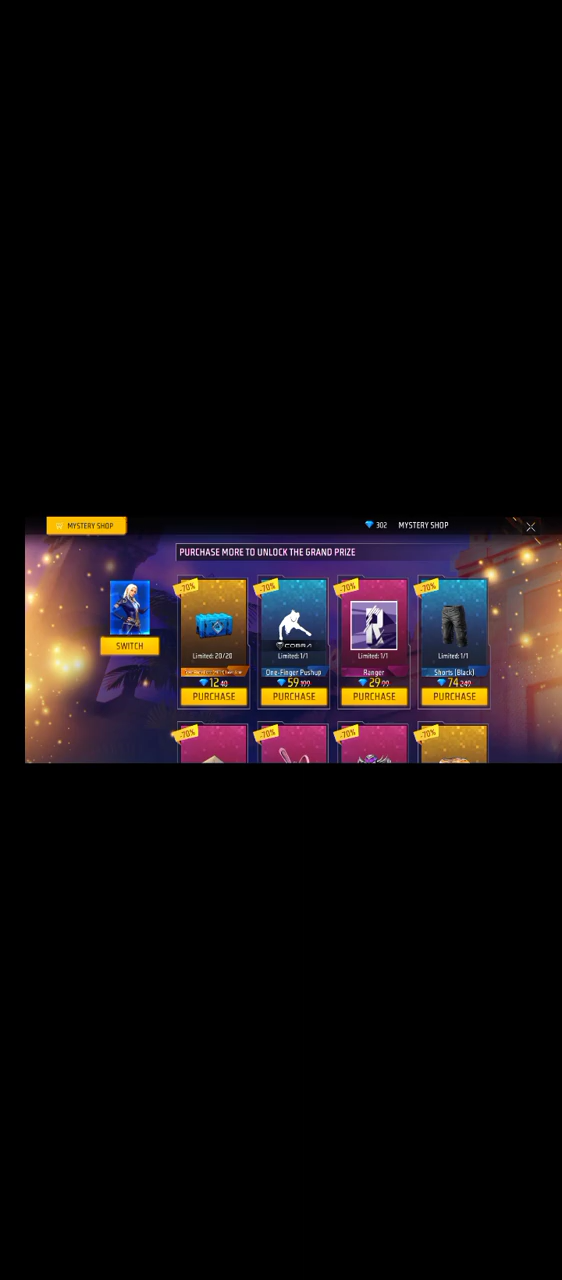 MYSTERY SHOP
302
MYSTERY SHOP
PURCHASE MORE TO UNLOCK THE GRAND PRIZE
SWITCH
-70%
Limited: 20/20
12 40
PURCHASE
-70%
COBRA
Limited: 1/1
One-Finger Pushup
59 199
PURCHASE
-70%
R
Limited: 1/1
Ranger
29 99
PURCHASE
-70%
Limited: 1/1
Shorts (Black)
74 249
PURCHASE
-70%
-70%
-70%
-70%